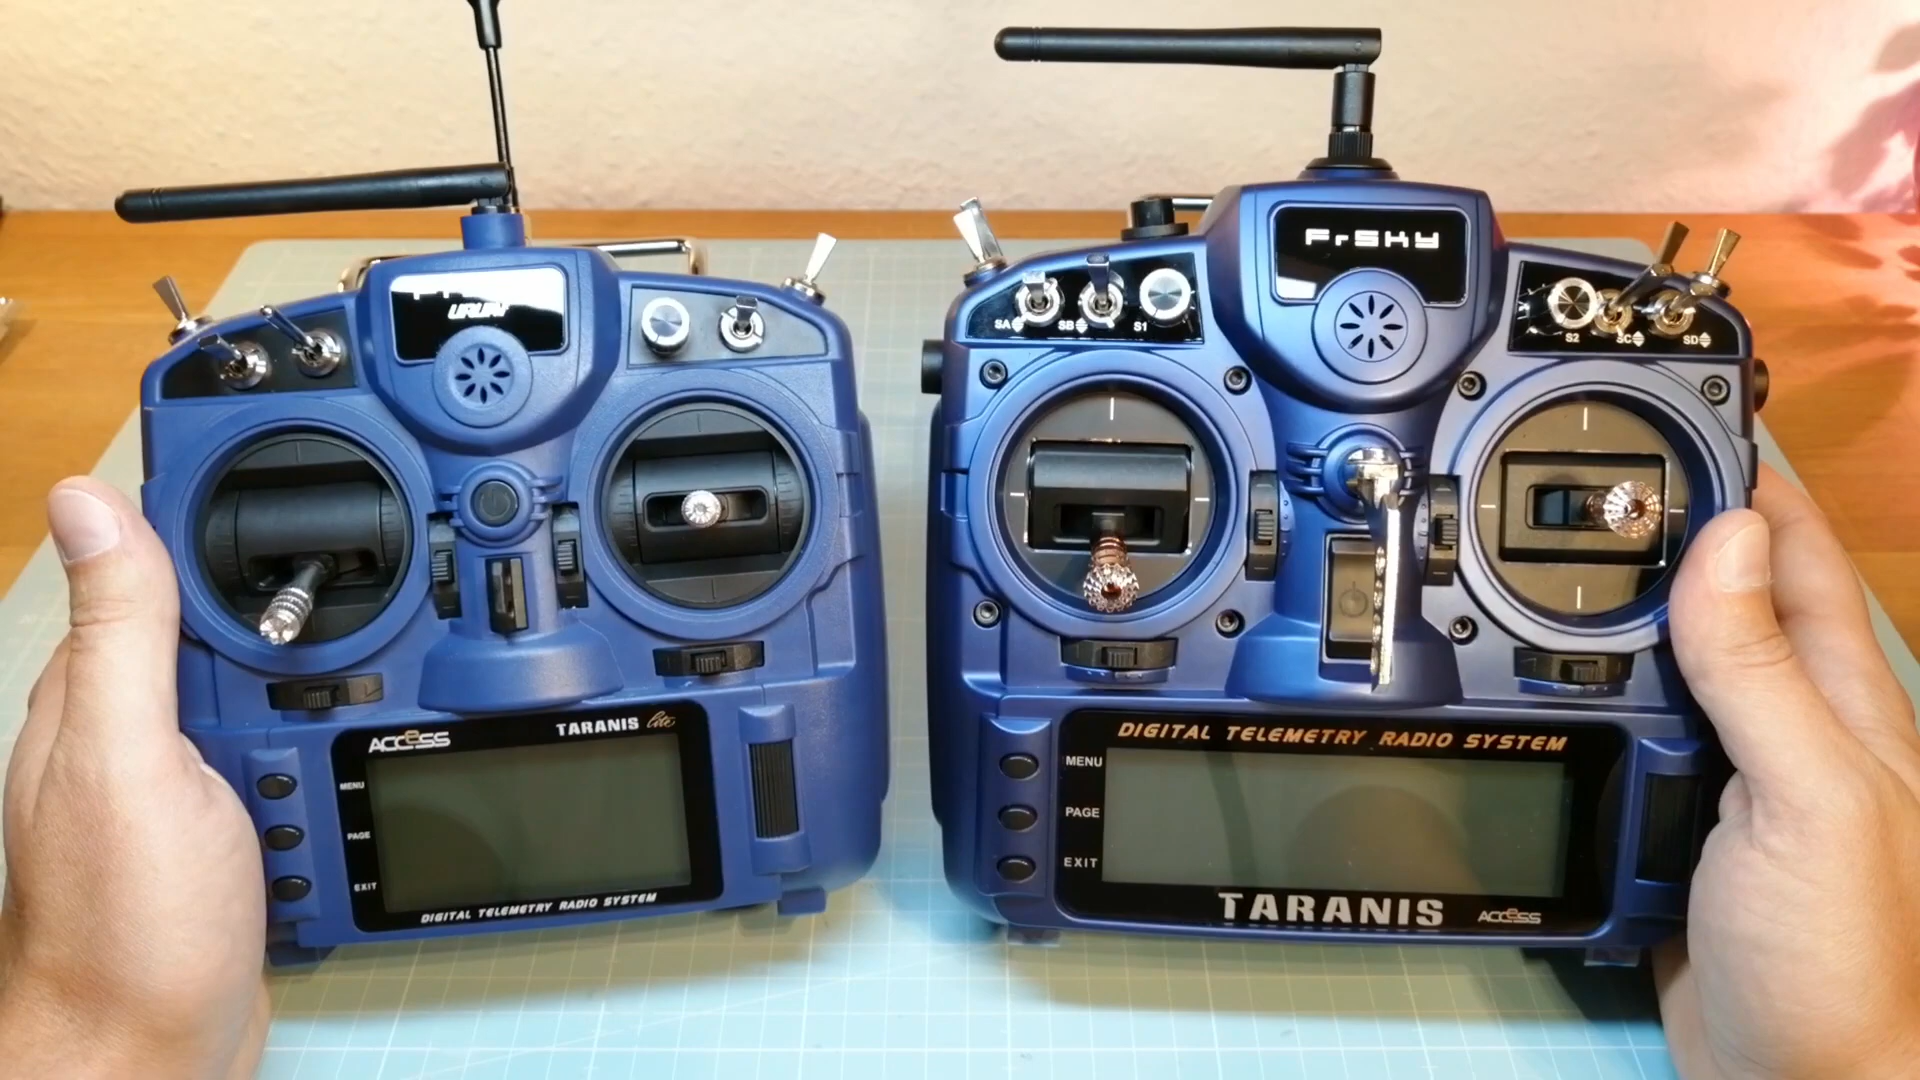 ACCESS
TARANIS lite
MENU
PAGE
EXIT
DIGITAL TELEMETRY RADIO SYSTEM
FrSKY
SA
SB
S1
S2
SC
SD
DIGITAL TELEMETRY RADIO SYSTEM
MENU
PAGE
EXIT
TARANIS
ACCESS